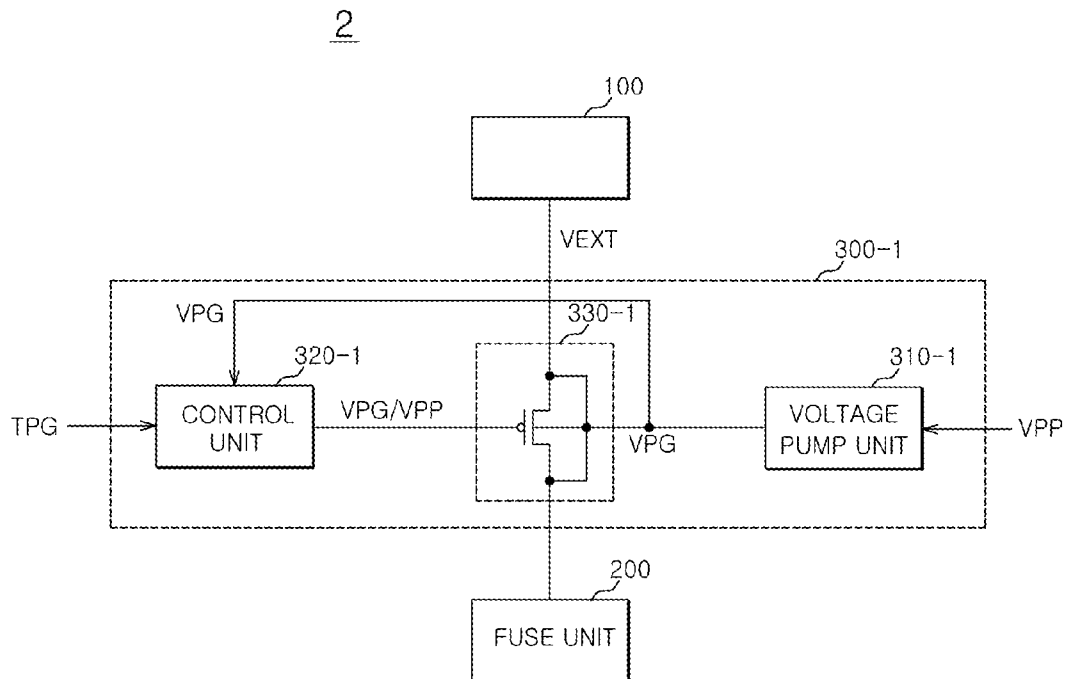 2
100
VEXT
300-1
VPG
330-1
320-1
310-1
TPG
CONTROL
UNIT
VPG/VPP
VPG
VOLTAGE
PUMP UNIT
VPP
200
FUSE UNIT